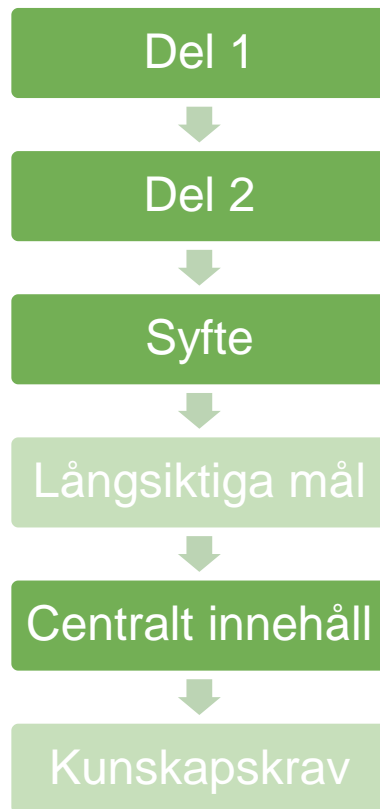 Del 1
Del 2
Syfte
Långsiktiga mål
Centralt innehåll
Kunskapskrav